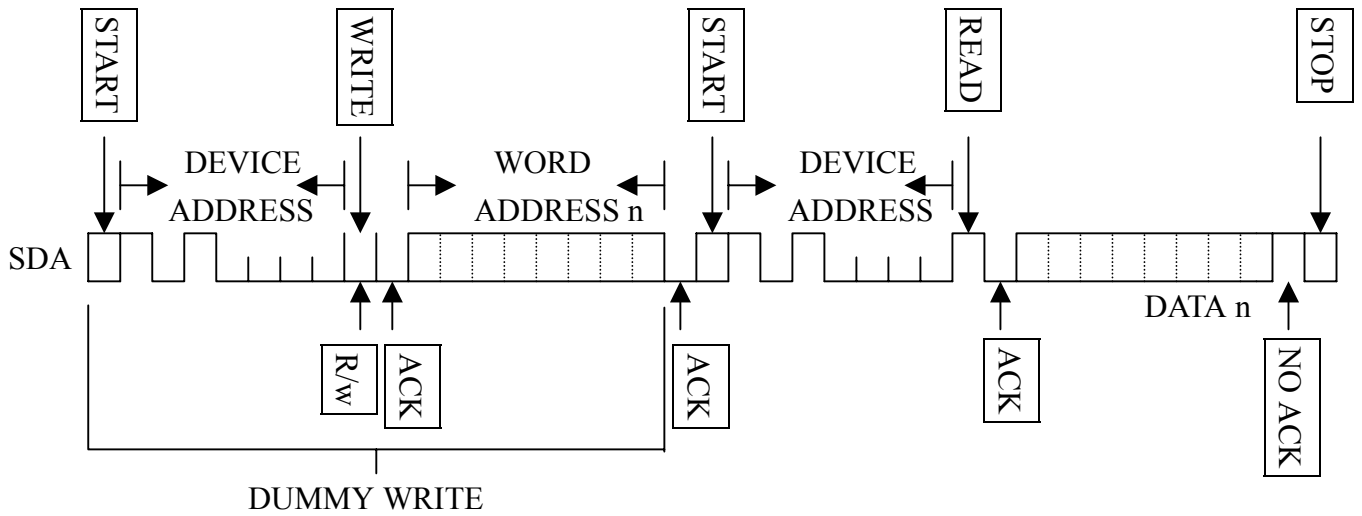 START
WRITE
START
READ
STOP
DEVICE
ADDRESS
WORD
ADDRESS n
DEVICE
ADDRESS
SDA
DATA n
R/w
ACK
ACK
ACK
NO ACK
DUMMY WRITE